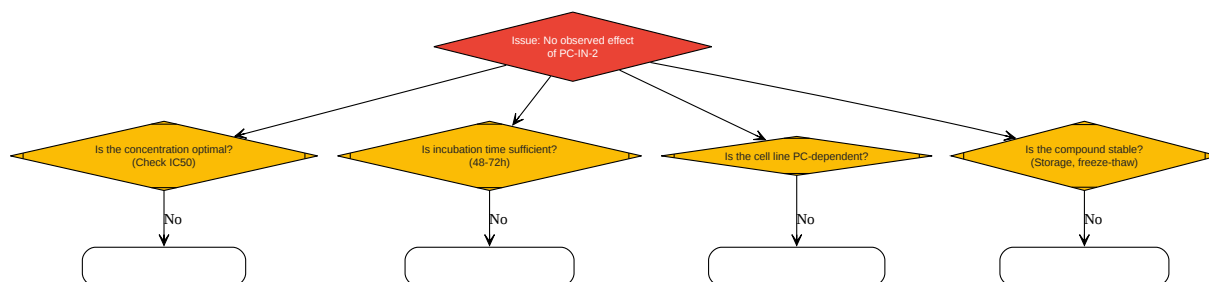 Issue: No observed effect
of PC-IN-2
Is the concentration optimal?
(Check IC50)
Is incubation time sufficient?
(48-72h)
Is the cell line PC-dependent?
Is the compound stable?
(Storage, freeze-thaw)
No
No
No
No